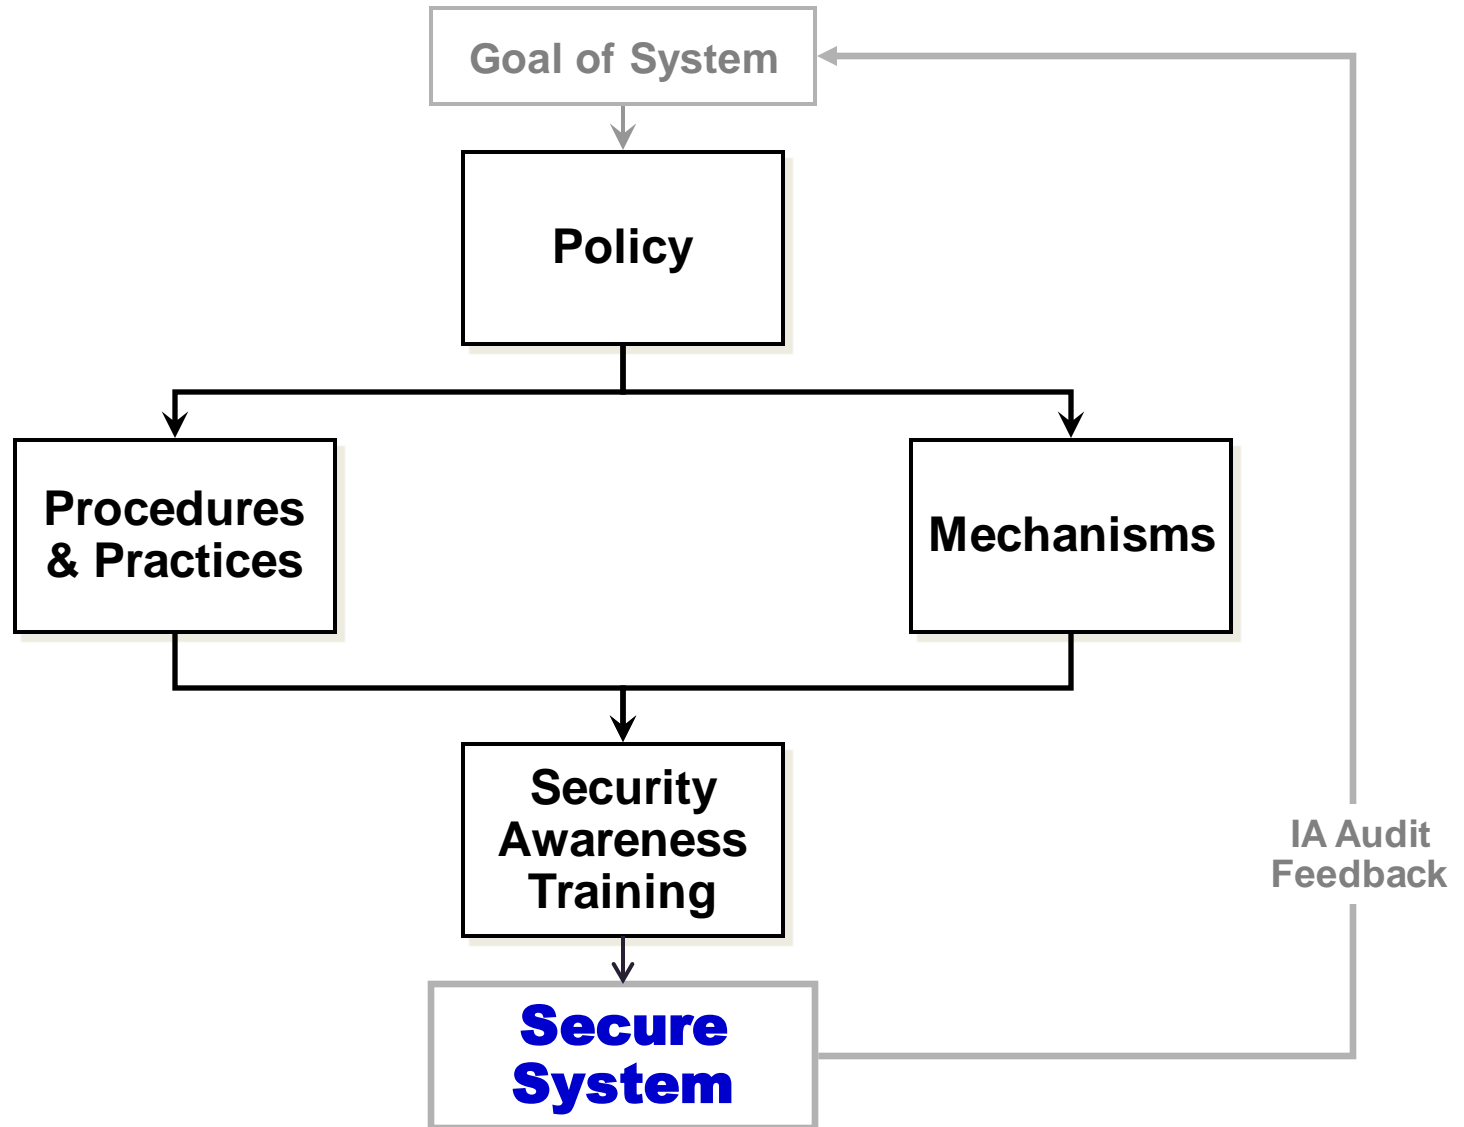 Goal of System
Policy
Procedures
& Practices
Mechanisms
Security
Awareness
Training
IA Audit
Feedback
Secure
System